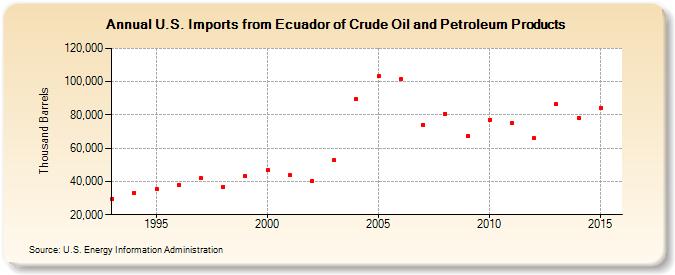 Annual U.S. Imports from Ecuador of Crude Oil and Petroleum Products
Thousand Barrels
120,000
100,000
80,000
60,000
40,000
20,000
1995 2000 2005 2010 2015
Source: U.S. Energy Information Administration